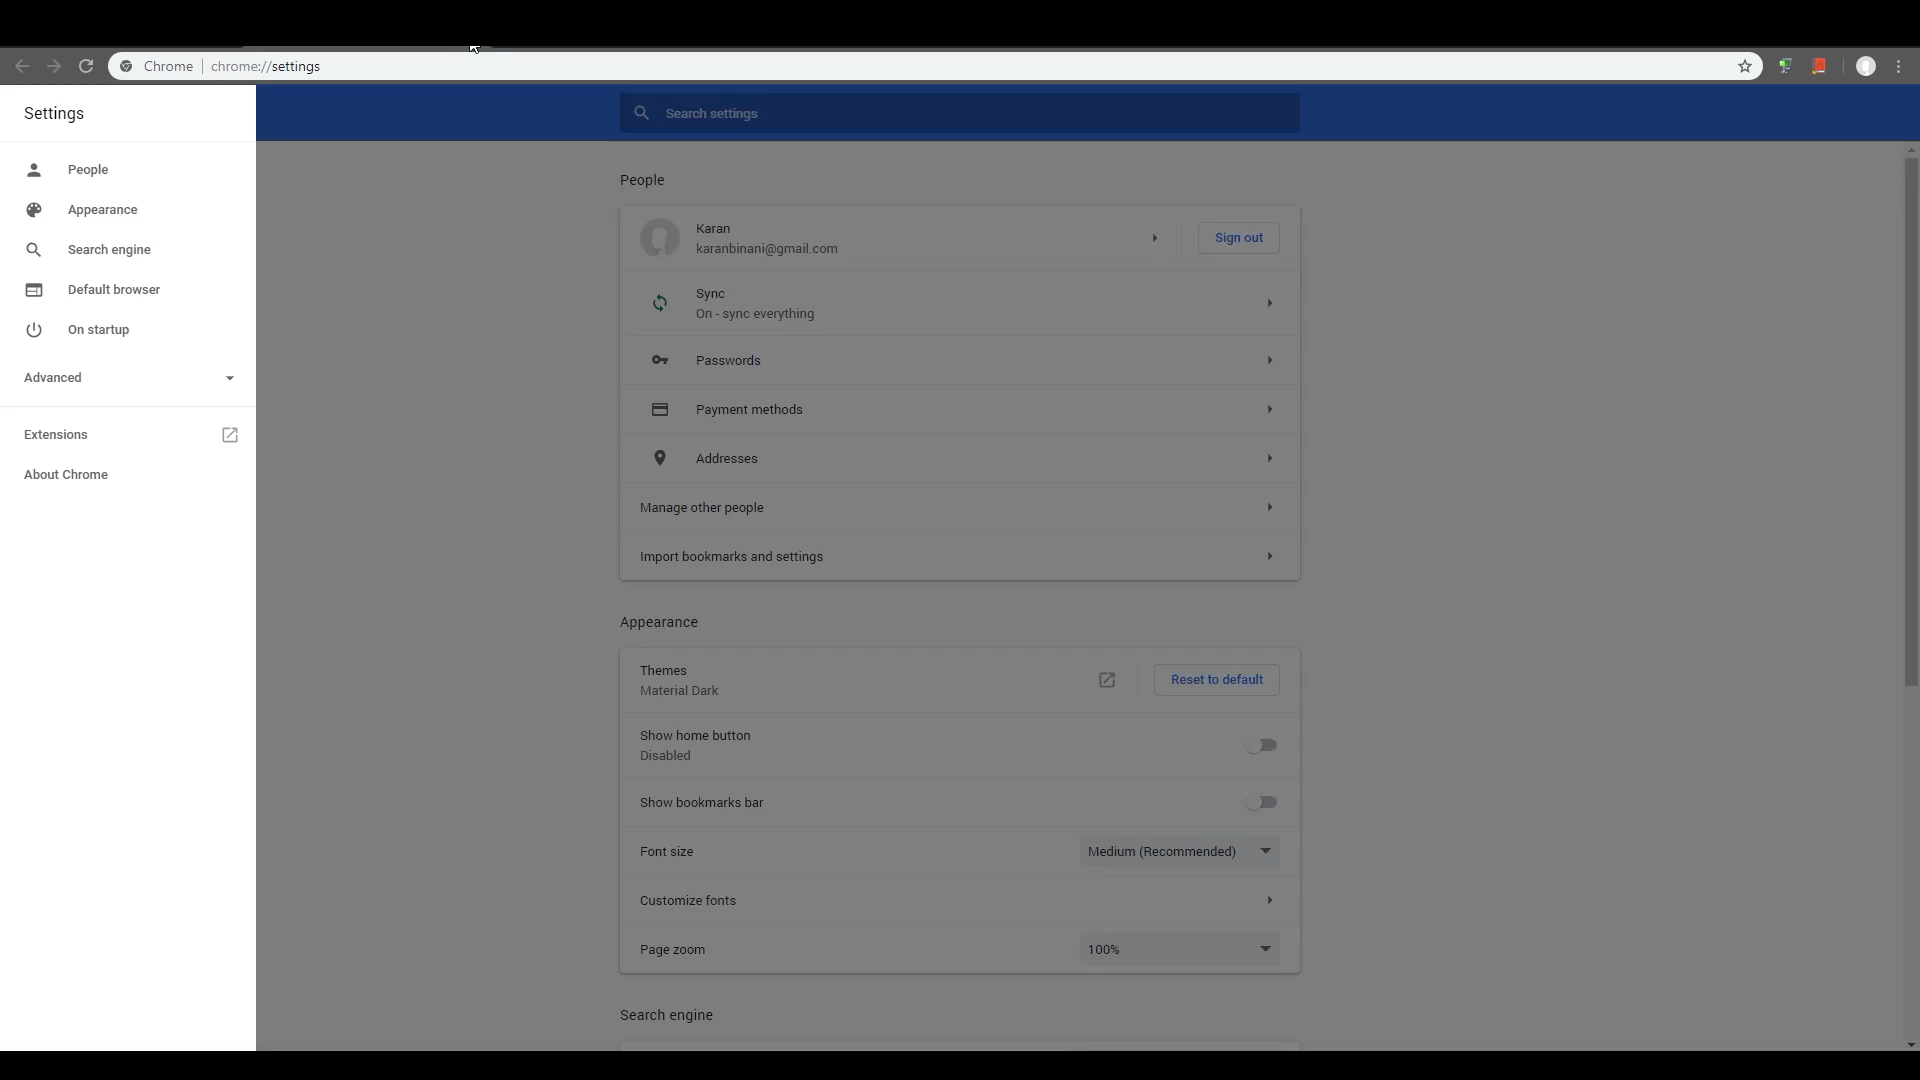 Chrome | chrome://settings
Settings
Search settings
People
Appearance
Search engine
Default browser
On startup
Advanced
Extensions
About Chrome
People
Karan
karanbinani@gmail.com
Sign out
Sync
On - sync everything
Passwords
Payment methods
Addresses
Manage other people
Import bookmarks and settings
Appearance
Themes
Material Dark
Reset to default
Show home button
Disabled
Show bookmarks bar
Font size
Medium (Recommended)
Customize fonts
Page zoom
100%
Search engine